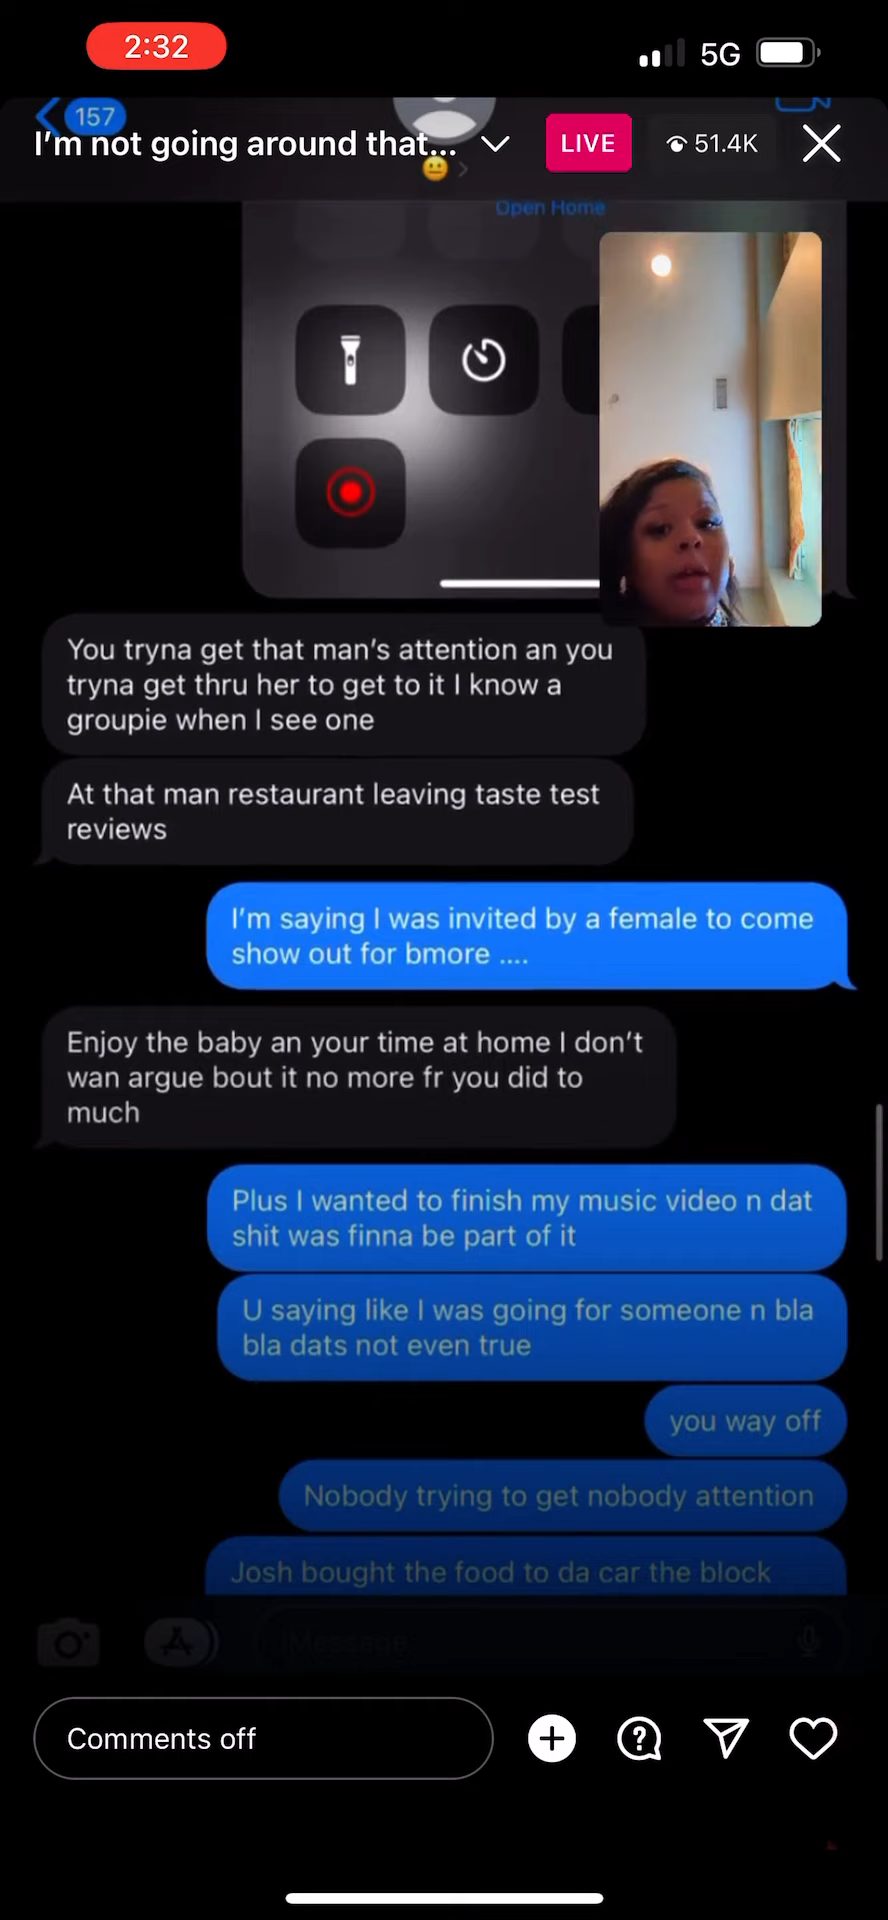 2:32
5G
157
I'm not going around that...
LIVE
51.4K
Open Home
You tryna get that man's attention an you
tryna get thru her to get to it I know a
groupie when I see one
At that man restaurant leaving taste test
reviews
I'm saying I was invited by a female to come
show out for bmore ....
Enjoy the baby an your time at home I don't
wan argue bout it no more fr you did to
much
Plus I wanted to finish my music video n dat
shit was finna be part of it
U saying like I was going for someone n bla
bla dats not even true
you way off
Nobody trying to get nobody attention
Josh bought the food to da car the block
iMessage
Comments off